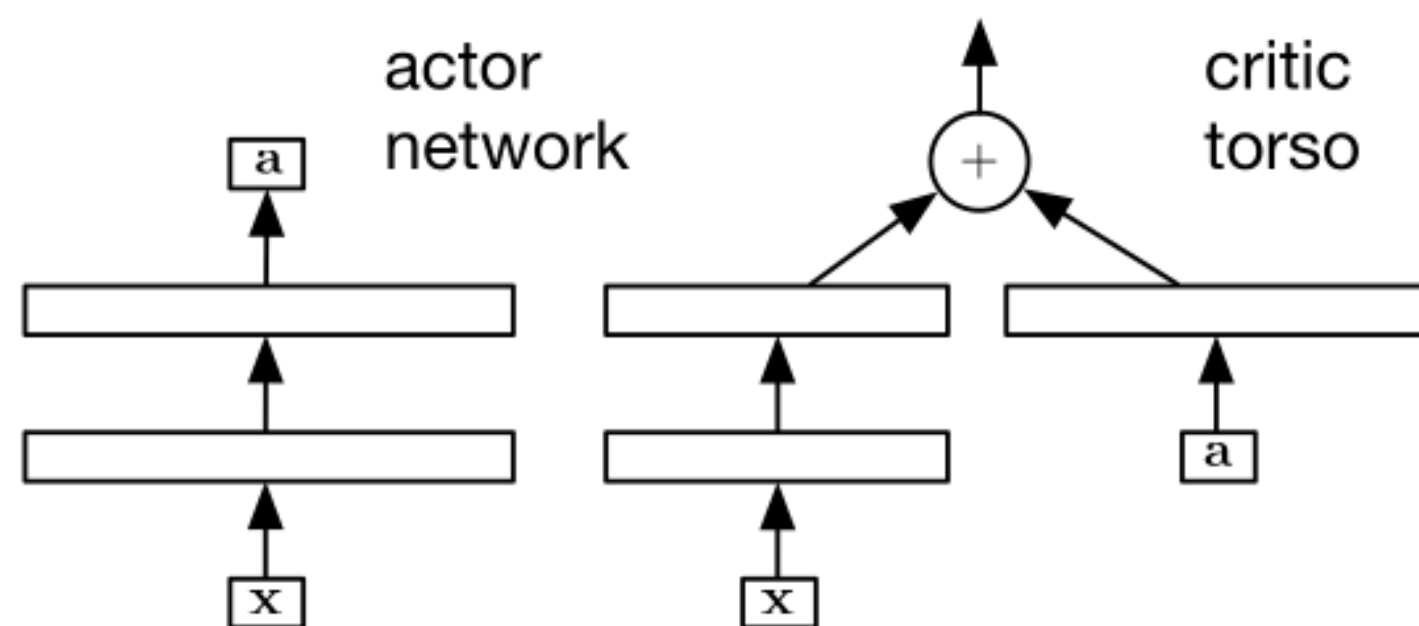 actor
network
critic
torso
a
+
a
x
x